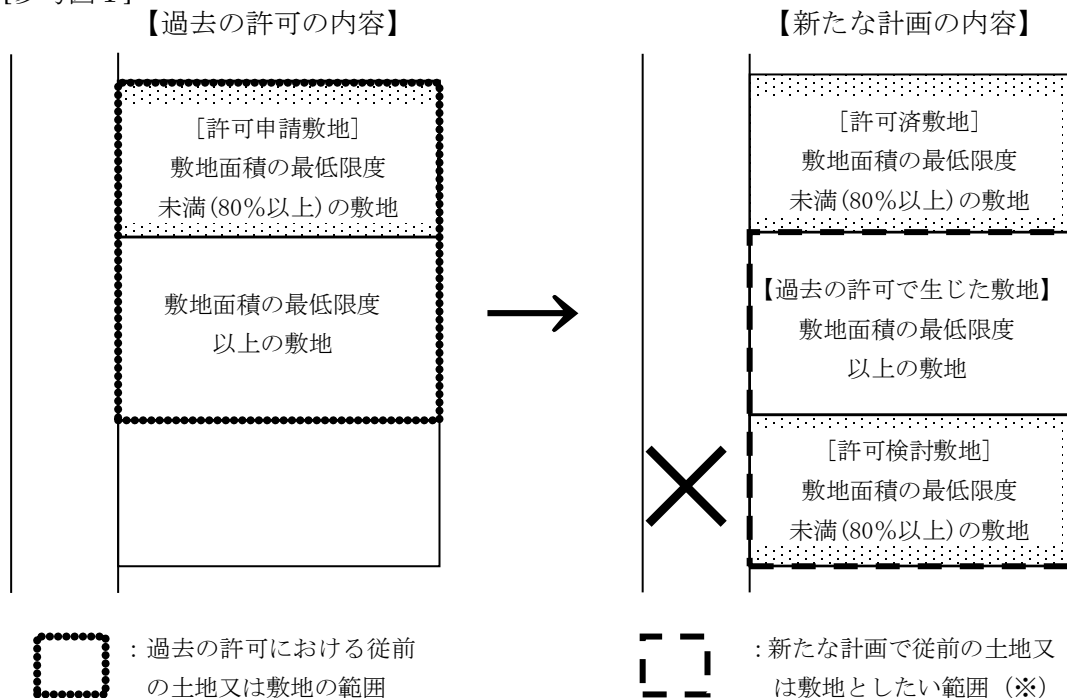 【過去の許可の内容】
[許可申請敷地]
敷地面積の最低限度
未満(80%以上)の敷地
敷地面積の最低限度
以上の敷地
：過去の許可における従前
の土地又は敷地の範囲
【新たな計画の内容】
[許可済敷地]
敷地面積の最低限度
未満(80%以上)の敷地
【過去の許可で生じた敷地】
敷地面積の最低限度
以上の敷地
[許可検討敷地]
敷地面積の最低限度
未満(80%以上)の敷地
：新たな計画で従前の土地又
は敷地としたい範囲（※）